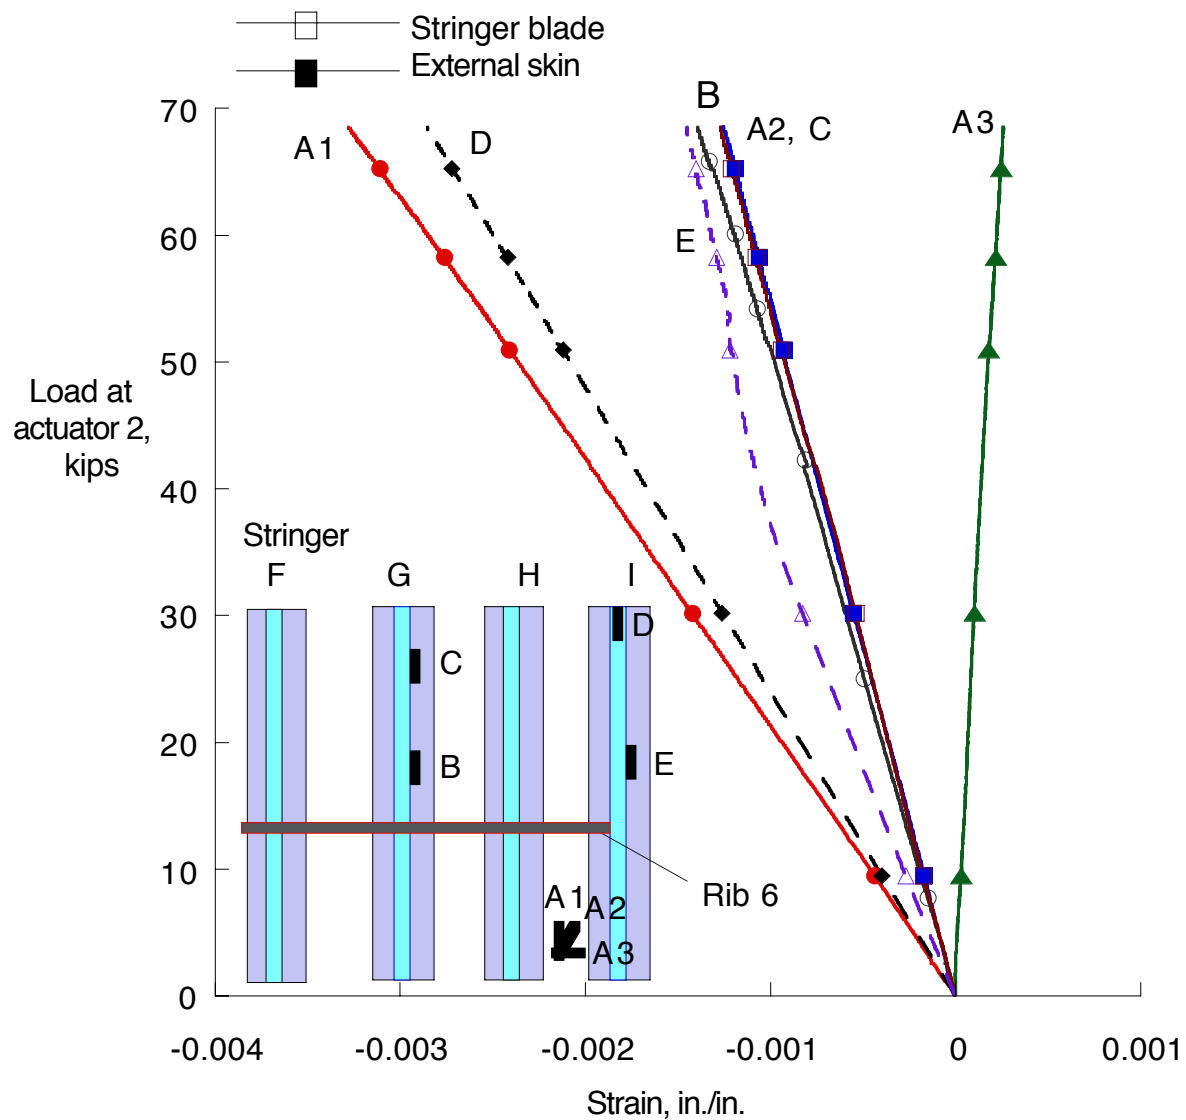 Stringer blade
External skin
B
A2, C
A3
A1
D
E
70
60
50
40
30
20
10
0
Load at
actuator 2,
kips
Stringer
F
G
H
I
D
C
B
E
Rib 6
A1
A2
A3
-0.004
-0.003
-0.002
-0.001
0
0.001
Strain, in./in.